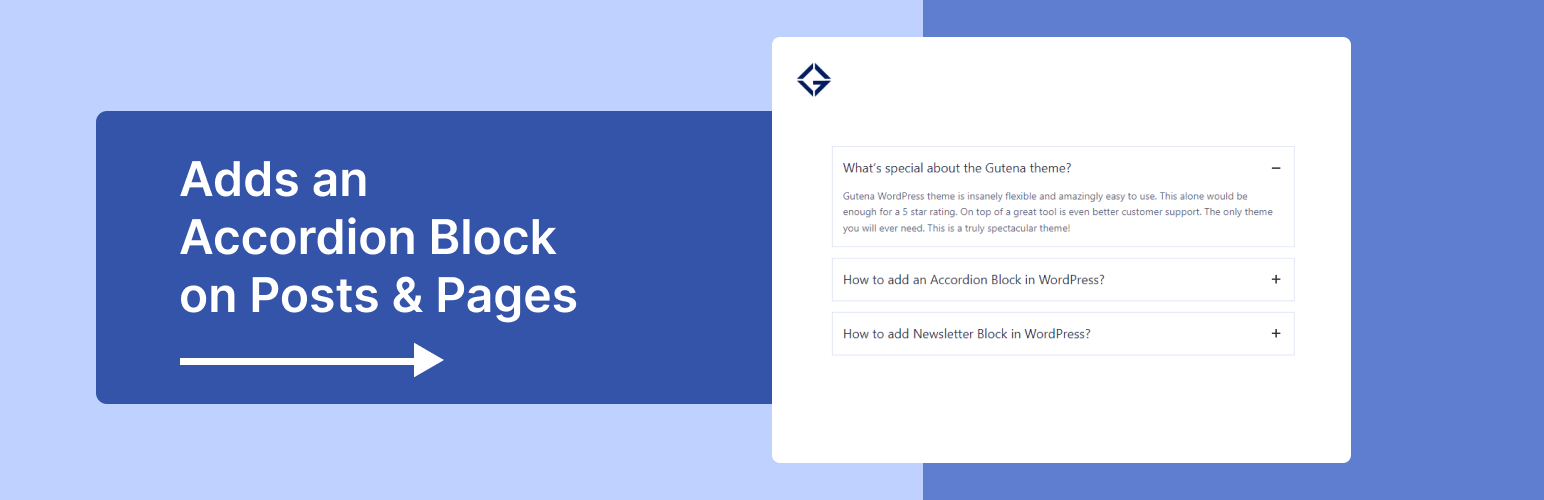 Adds an
Accordion Block
on Posts & Pages
What's special about the Gutena theme?
Gutena WordPress theme is insanely flexible and amazingly easy to use. This alone would be
enough for a 5 star rating. On top of a great tool is even better customer support. The only theme
you will ever need. This is a truly spectacular theme!
How to add an Accordion Block in WordPress?
How to add Newsletter Block in WordPress?